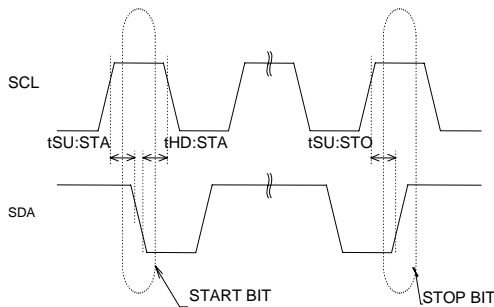 SCL
tSU:STA tHD:STA tSU:STO
SDA
START BIT STOP BIT